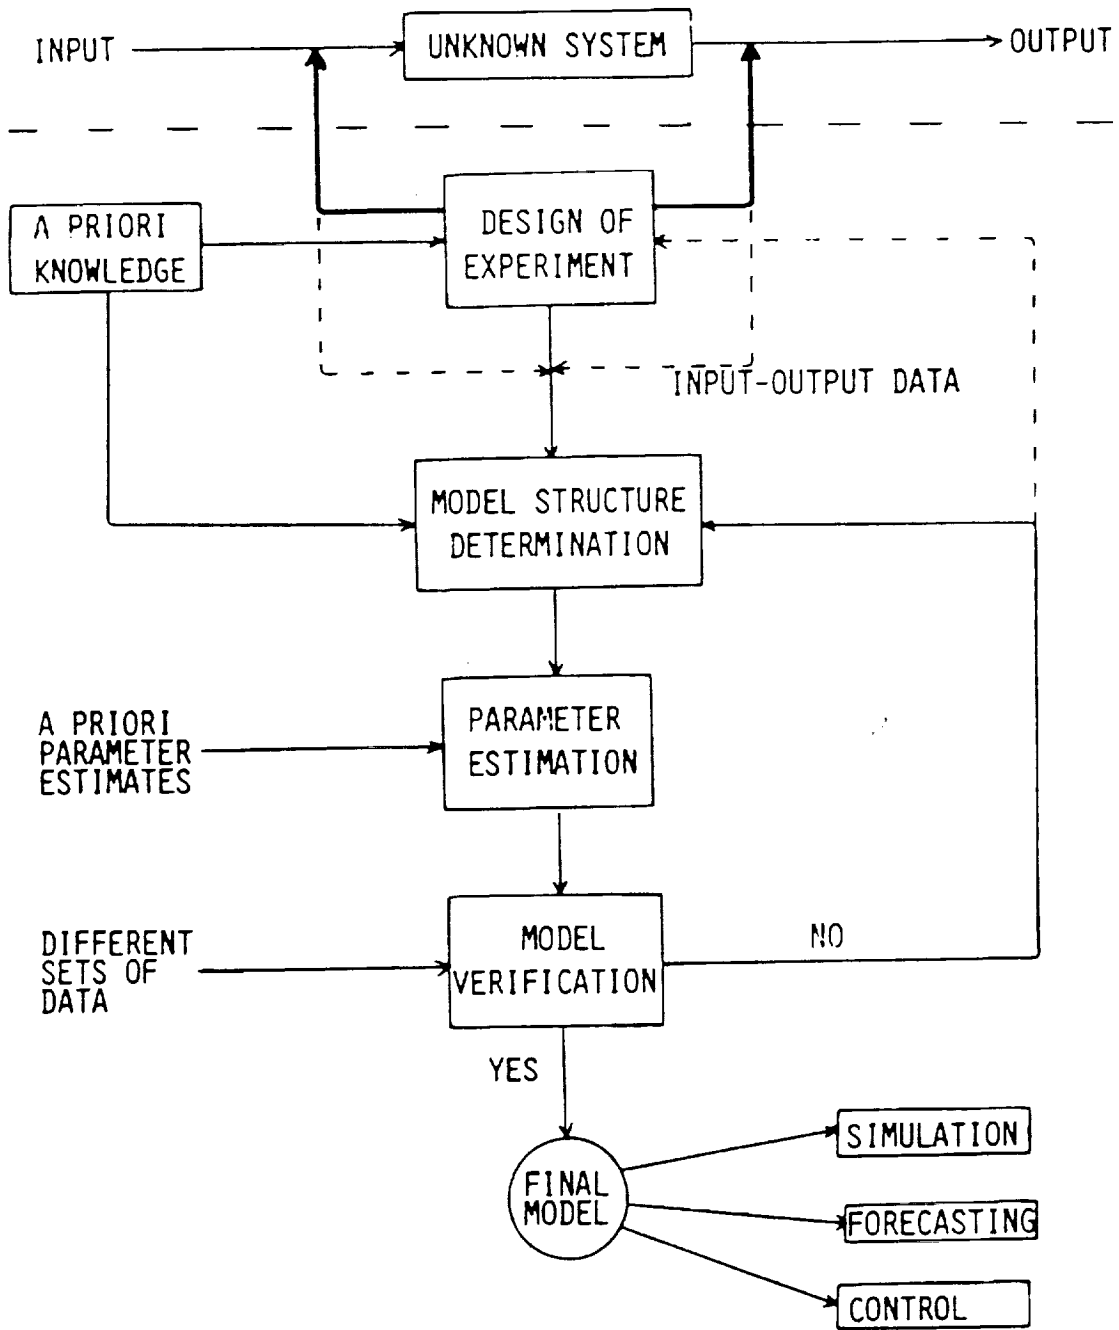 INPUT
UNKNOWN SYSTEM
OUTPUT
A PRIORI
KNOWLEDGE
DESIGN OF
EXPERIMENT
INPUT-OUTPUT DATA
MODEL STRUCTURE
DETERMINATION
A PRIORI
PARAMETER
ESTIMATES
PARAMETER
ESTIMATION
DIFFERENT
SETS OF
DATA
MODEL
VERIFICATION
NO
YES
FINAL
MODEL
SIMULATION
FORECASTING
CONTROL